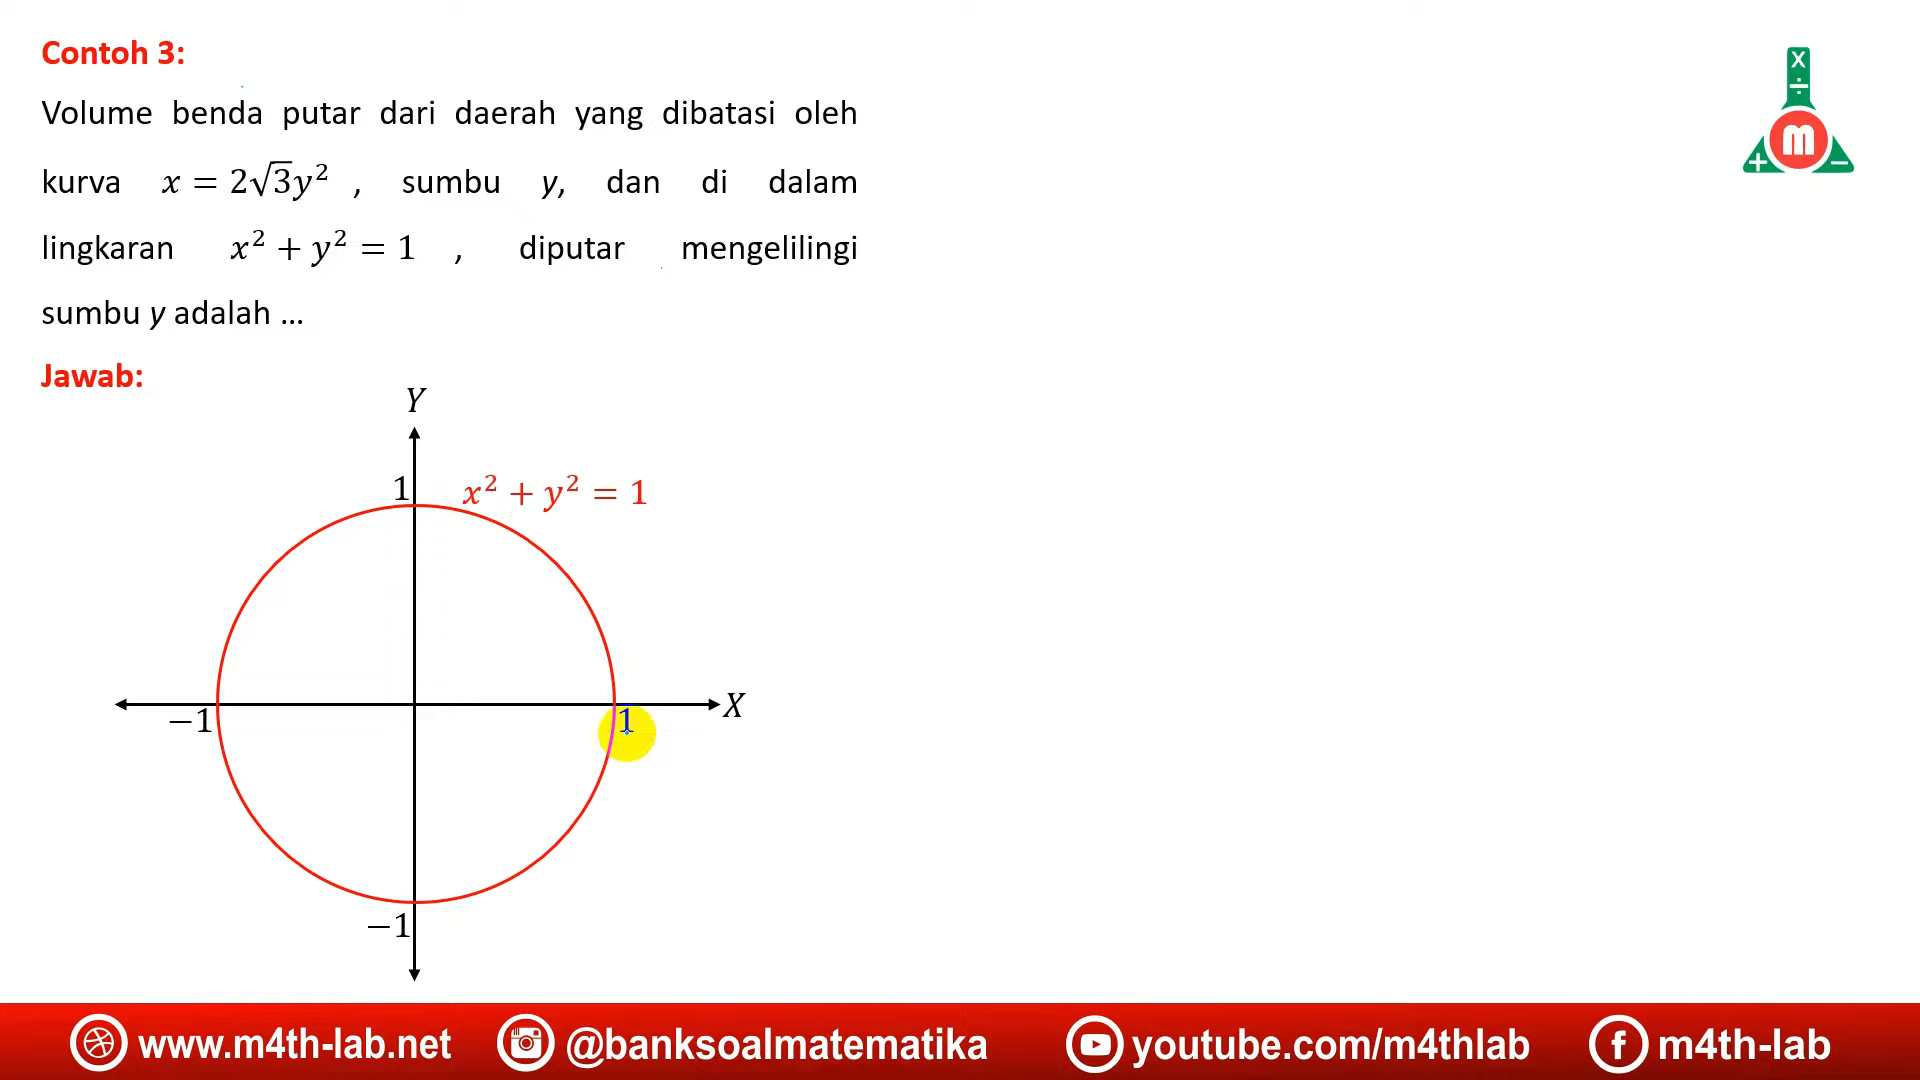 Contoh 3:
Volume benda putar dari daerah yang dibatasi oleh
kurva x = 2√3y² , sumbu y, dan di dalam
lingkaran x² + y² = 1 , diputar mengelilingi
sumbu y adalah ...
Jawab:
Y
1 x² + y² = 1
X
−1 1
−1
X ÷ + m −
www.m4th-lab.net @banksoalmatematika youtube.com/m4thlab m4th-lab